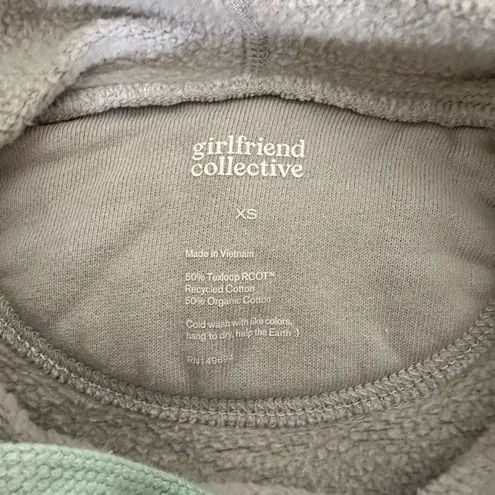 girlfriend
collective
XS
Made in Vietnam
50% Texloop RCOT™
Recycled Cotton
50% Organic Cotton
Cold wash with like colors,
hang to dry, help the Earth :)
RN149694